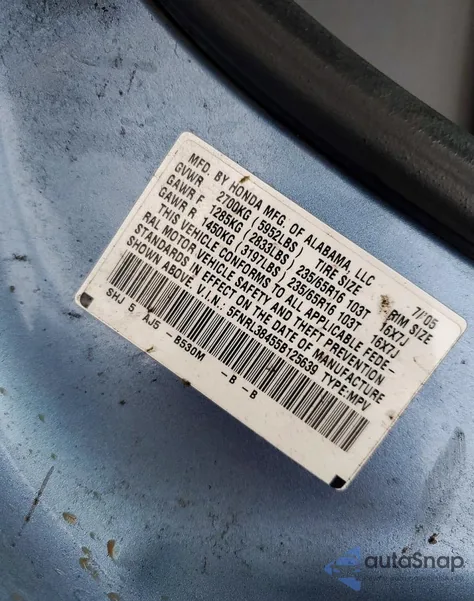 MFD. BY HONDA MFG. OF ALABAMA, LLC 7/05
GVWR 2700KG (5952LBS) TIRE SIZE RIM SIZE
GAWR F 1285KG (2833LBS) 235/65R16 103T 16X7J
GAWR R 1450KG (3197LBS) 235/65R16 103T 16X7J
THIS VEHICLE CONFORMS TO ALL APPLICABLE FEDE-
RAL MOTOR VEHICLE SAFETY AND THEFT PREVENTION
STANDARDS IN EFFECT ON THE DATE OF MANUFACTURE
SHOWN ABOVE. V.I.N.: 5FNRL38455B125639 TYPE:MPV
SHJ 5 AJ5 - B530M - B - B
autoSnap